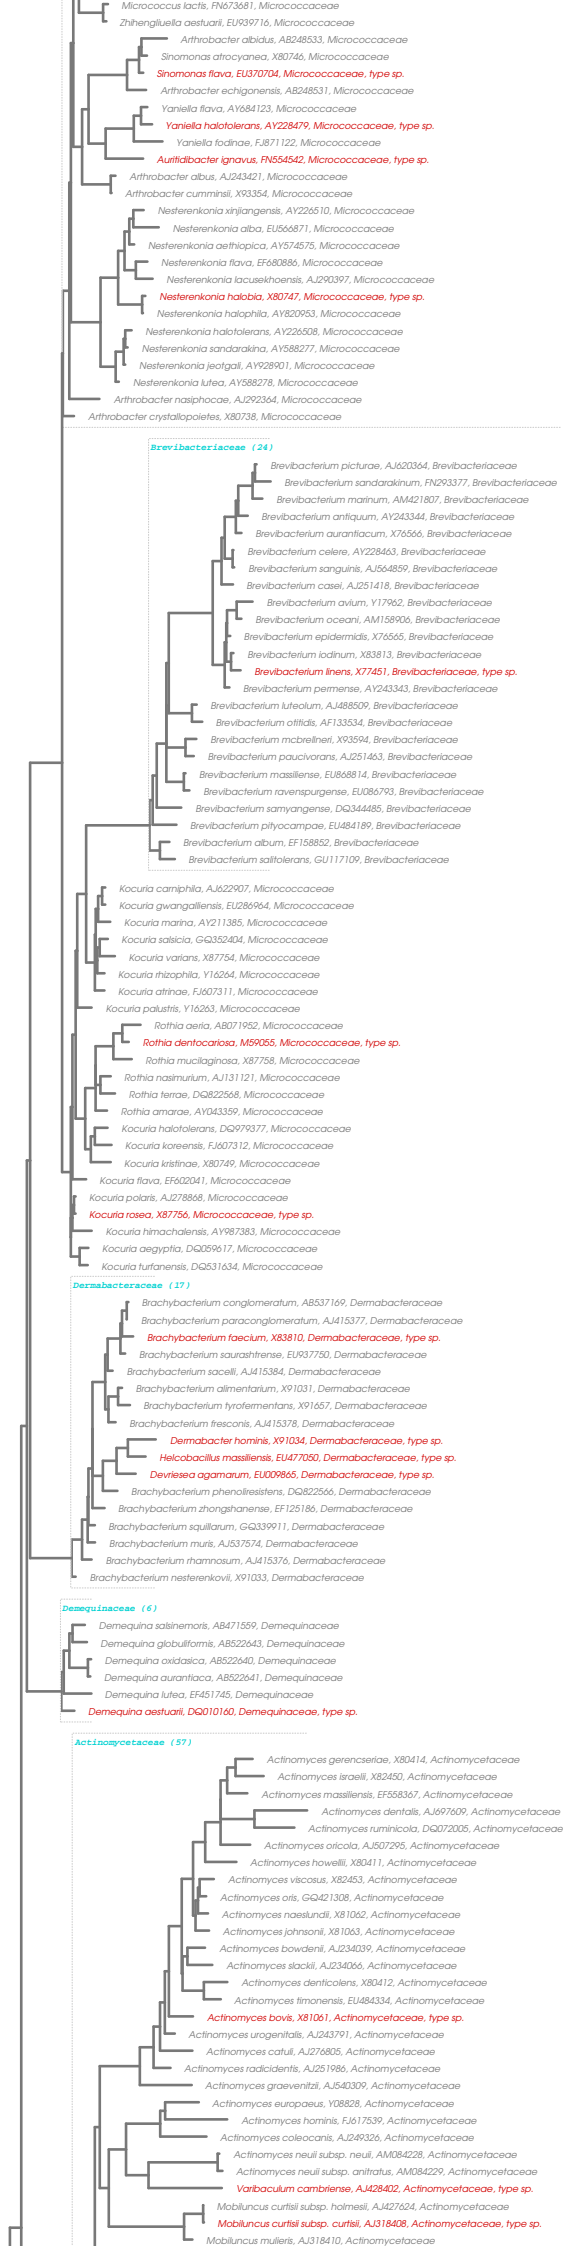 Micrococcus lactis, FN673681, Micrococcaceae
Zhihengliuella aestuarii, EU939716, Micrococcaceae
Arthrobacter albidus, AB248533, Micrococcaceae
Sinomonas atrocyanea, X80746, Micrococcaceae
Sinomonas flava, EU370704, Micrococcaceae, type sp.
Arthrobacter echigonensis, AB248531, Micrococcaceae
Yaniella flava, AY684123, Micrococcaceae
Yaniella halotolerans, AY228479, Micrococcaceae, type sp.
Yaniella fodinae, FJ871122, Micrococcaceae
Auritidibacter ignavus, FN554542, Micrococcaceae, type sp.
Arthrobacter albus, AJ243421, Micrococcaceae
Arthrobacter cumminsii, X93354, Micrococcaceae
Nesterenkonia xinjiangensis, AY226510, Micrococcaceae
Nesterenkonia alba, EU566871, Micrococcaceae
Nesterenkonia aethiopica, AY574575, Micrococcaceae
Nesterenkonia flava, EF680886, Micrococcaceae
Nesterenkonia lacusekhoensis, AJ290397, Micrococcaceae
Nesterenkonia halobia, X80747, Micrococcaceae, type sp.
Nesterenkonia halophila, AY820953, Micrococcaceae
Nesterenkonia halotolerans, AY226508, Micrococcaceae
Nesterenkonia sandarakina, AY588277, Micrococcaceae
Nesterenkonia jeotgali, AY928901, Micrococcaceae
Nesterenkonia lutea, AY588278, Micrococcaceae
Arthrobacter nasiphocae, AJ292364, Micrococcaceae
Arthrobacter crystallopoietes, X80738, Micrococcaceae
Brevibacteriaceae (24)
Brevibacterium picturae, AJ620364, Brevibacteriaceae
Brevibacterium sandarakinum, FN293377, Brevibacteriaceae
Brevibacterium marinum, AM421807, Brevibacteriaceae
Brevibacterium antiquum, AY243344, Brevibacteriaceae
Brevibacterium aurantiacum, X76566, Brevibacteriaceae
Brevibacterium celere, AY228463, Brevibacteriaceae
Brevibacterium sanguinis, AJ564859, Brevibacteriaceae
Brevibacterium casei, AJ251418, Brevibacteriaceae
Brevibacterium avium, Y17962, Brevibacteriaceae
Brevibacterium oceani, AM158906, Brevibacteriaceae
Brevibacterium epidermidis, X76565, Brevibacteriaceae
Brevibacterium iodinum, X83813, Brevibacteriaceae
Brevibacterium linens, X77451, Brevibacteriaceae, type sp.
Brevibacterium permense, AY243343, Brevibacteriaceae
Brevibacterium luteolum, AJ488509, Brevibacteriaceae
Brevibacterium otitidis, AF133534, Brevibacteriaceae
Brevibacterium mcbrellneri, X93594, Brevibacteriaceae
Brevibacterium paucivorans, AJ251463, Brevibacteriaceae
Brevibacterium massiliense, EU868814, Brevibacteriaceae
Brevibacterium ravenspurgense, EU086793, Brevibacteriaceae
Brevibacterium samyangense, DQ344485, Brevibacteriaceae
Brevibacterium pityocampae, EU484189, Brevibacteriaceae
Brevibacterium album, EF158852, Brevibacteriaceae
Brevibacterium salitolerans, GU117109, Brevibacteriaceae
Kocuria carniphila, AJ622907, Micrococcaceae
Kocuria gwangalliensis, EU286964, Micrococcaceae
Kocuria marina, AY211385, Micrococcaceae
Kocuria salsicia, GQ352404, Micrococcaceae
Kocuria varians, X87754, Micrococcaceae
Kocuria rhizophila, Y16264, Micrococcaceae
Kocuria atrinae, FJ607311, Micrococcaceae
Kocuria palustris, Y16263, Micrococcaceae
Rothia aeria, AB071952, Micrococcaceae
Rothia dentocariosa, M59055, Micrococcaceae, type sp.
Rothia mucilaginosa, X87758, Micrococcaceae
Rothia nasimurium, AJ131121, Micrococcaceae
Rothia terrae, DQ822568, Micrococcaceae
Rothia amarae, AY043359, Micrococcaceae
Kocuria halotolerans, DQ979377, Micrococcaceae
Kocuria koreensis, FJ607312, Micrococcaceae
Kocuria kristinae, X80749, Micrococcaceae
Kocuria flava, EF602041, Micrococcaceae
Kocuria polaris, AJ278868, Micrococcaceae
Kocuria rosea, X87756, Micrococcaceae, type sp.
Kocuria himachalensis, AY987383, Micrococcaceae
Kocuria aegyptia, DQ059617, Micrococcaceae
Kocuria turfanensis, DQ531634, Micrococcaceae
Dermabacteraceae (17)
Brachybacterium conglomeratum, AB537169, Dermabacteraceae
Brachybacterium paraconglomeratum, AJ415377, Dermabacteraceae
Brachybacterium faecium, X83810, Dermabacteraceae, type sp.
Brachybacterium saurashtrense, EU937750, Dermabacteraceae
Brachybacterium sacelli, AJ415384, Dermabacteraceae
Brachybacterium alimentarium, X91031, Dermabacteraceae
Brachybacterium tyrofermentans, X91657, Dermabacteraceae
Brachybacterium fresconis, AJ415378, Dermabacteraceae
Dermabacter hominis, X91034, Dermabacteraceae, type sp.
Helcobacillus massiliensis, EU477050, Dermabacteraceae, type sp.
Devriesea agamarum, EU009865, Dermabacteraceae, type sp.
Brachybacterium phenoliresistens, DQ822566, Dermabacteraceae
Brachybacterium zhongshanense, EF125186, Dermabacteraceae
Brachybacterium squillarum, GQ339911, Dermabacteraceae
Brachybacterium muris, AJ537574, Dermabacteraceae
Brachybacterium rhamnosum, AJ415376, Dermabacteraceae
Brachybacterium nesterenkovii, X91033, Dermabacteraceae
Demequinaceae (6)
Demequina salsinemoris, AB471559, Demequinaceae
Demequina globuliformis, AB522643, Demequinaceae
Demequina oxidasica, AB522640, Demequinaceae
Demequina aurantiaca, AB522641, Demequinaceae
Demequina lutea, EF451745, Demequinaceae
Demequina aestuarii, DQ010160, Demequinaceae, type sp.
Actinomycetaceae (57)
Actinomyces gerencseriae, X80414, Actinomycetaceae
Actinomyces israelii, X82450, Actinomycetaceae
Actinomyces massiliensis, EF558367, Actinomycetaceae
Actinomyces dentalis, AJ697609, Actinomycetaceae
Actinomyces ruminicola, DQ072005, Actinomycetaceae
Actinomyces oricola, AJ507295, Actinomycetaceae
Actinomyces howellii, X80411, Actinomycetaceae
Actinomyces viscosus, X82453, Actinomycetaceae
Actinomyces oris, GQ421308, Actinomycetaceae
Actinomyces naeslundii, X81062, Actinomycetaceae
Actinomyces johnsonii, X81063, Actinomycetaceae
Actinomyces bowdenii, AJ234039, Actinomycetaceae
Actinomyces slackii, AJ234066, Actinomycetaceae
Actinomyces denticolens, X80412, Actinomycetaceae
Actinomyces timonensis, EU484334, Actinomycetaceae
Actinomyces bovis, X81061, Actinomycetaceae, type sp.
Actinomyces urogenitalis, AJ243791, Actinomycetaceae
Actinomyces catuli, AJ276805, Actinomycetaceae
Actinomyces radicidentis, AJ251986, Actinomycetaceae
Actinomyces graevenitzii, AJ540309, Actinomycetaceae
Actinomyces europaeus, Y08828, Actinomycetaceae
Actinomyces hominis, FJ617539, Actinomycetaceae
Actinomyces coleocanis, AJ249326, Actinomycetaceae
Actinomyces neuii subsp. neuii, AM084228, Actinomycetaceae
Actinomyces neuii subsp. anitratus, AM084229, Actinomycetaceae
Varibaculum cambriense, AJ428402, Actinomycetaceae, type sp.
Mobiluncus curtisii subsp. holmesii, AJ427624, Actinomycetaceae
Mobiluncus curtisii subsp. curtisii, AJ318408, Actinomycetaceae, type sp.
Mobiluncus mulieris, AJ318410, Actinomycetaceae